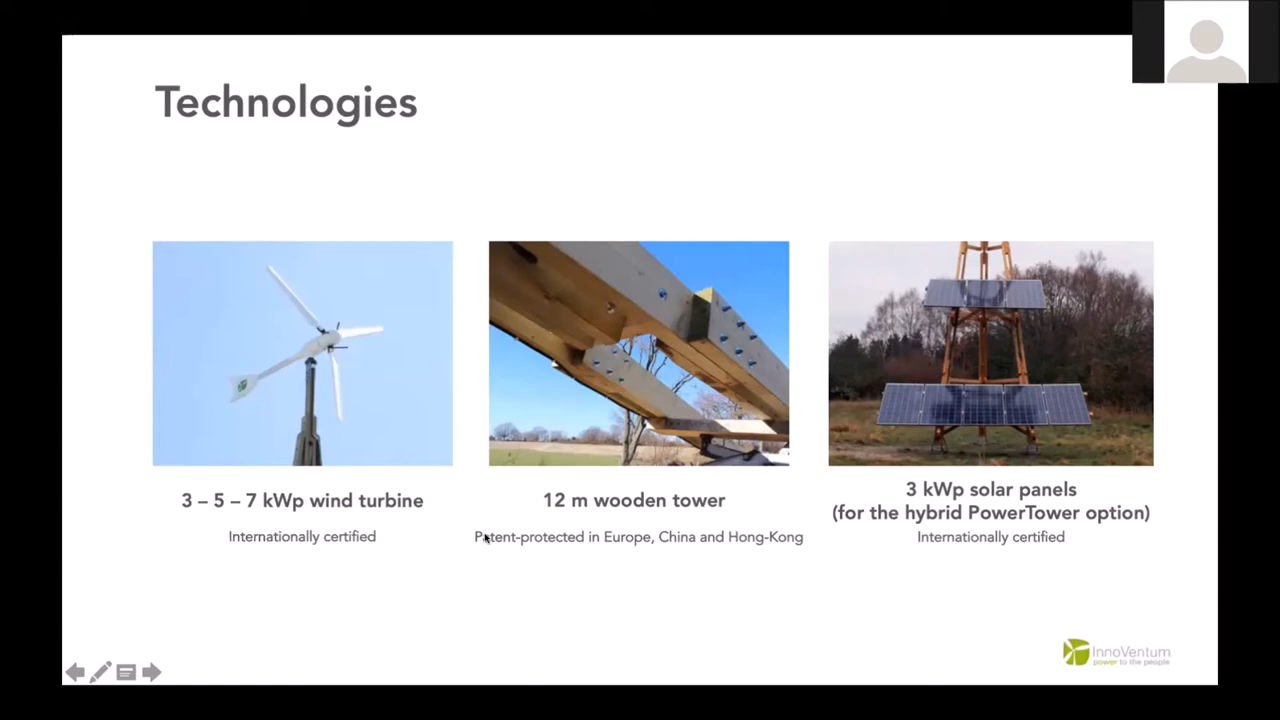 Technologies
3 – 5 – 7 kWp wind turbine
Internationally certified
12 m wooden tower
Patent-protected in Europe, China and Hong-Kong
3 kWp solar panels
(for the hybrid PowerTower option)
Internationally certified
InnoVentum
power to the people